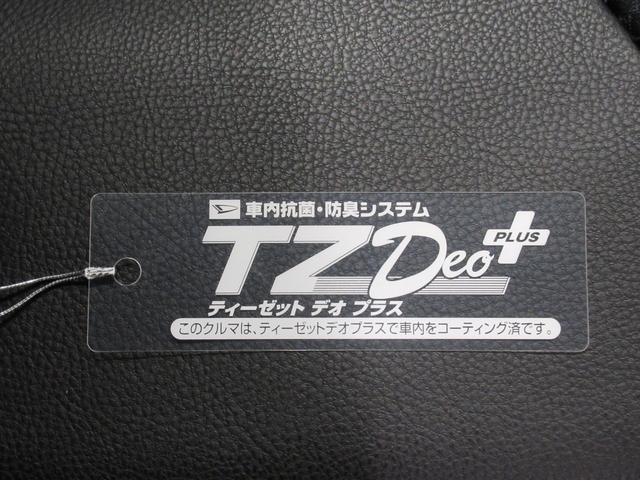 車内抗菌・防臭システム
TZ Deo PLUS
ティーゼット デオ プラス
このクルマは、ティーゼットデオプラスで車内をコーティング済です。